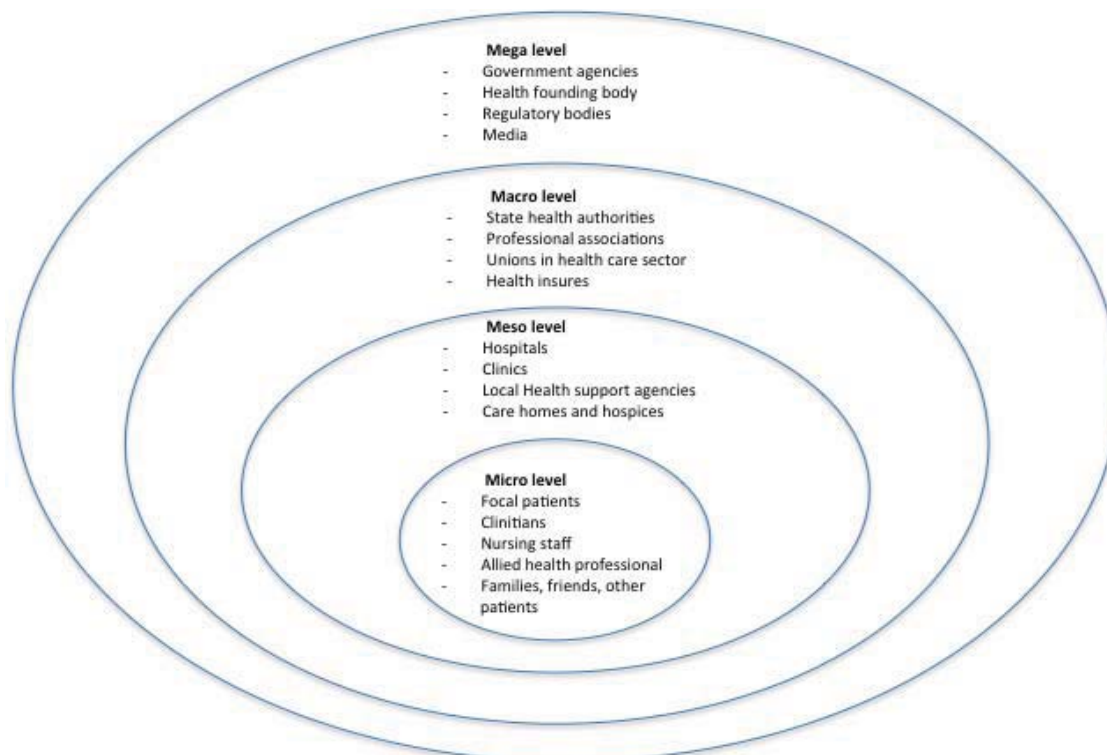 Mega level
- Government agencies
- Health founding body
- Regulatory bodies
- Media
Macro level
- State health authorities
- Professional associations
- Unions in health care sector
- Health insures
Meso level
- Hospitals
- Clinics
- Local Health support agencies
- Care homes and hospices
Micro level
- Focal patients
- Clinitians
- Nursing staff
- Allied health professional
- Families, friends, other
patients